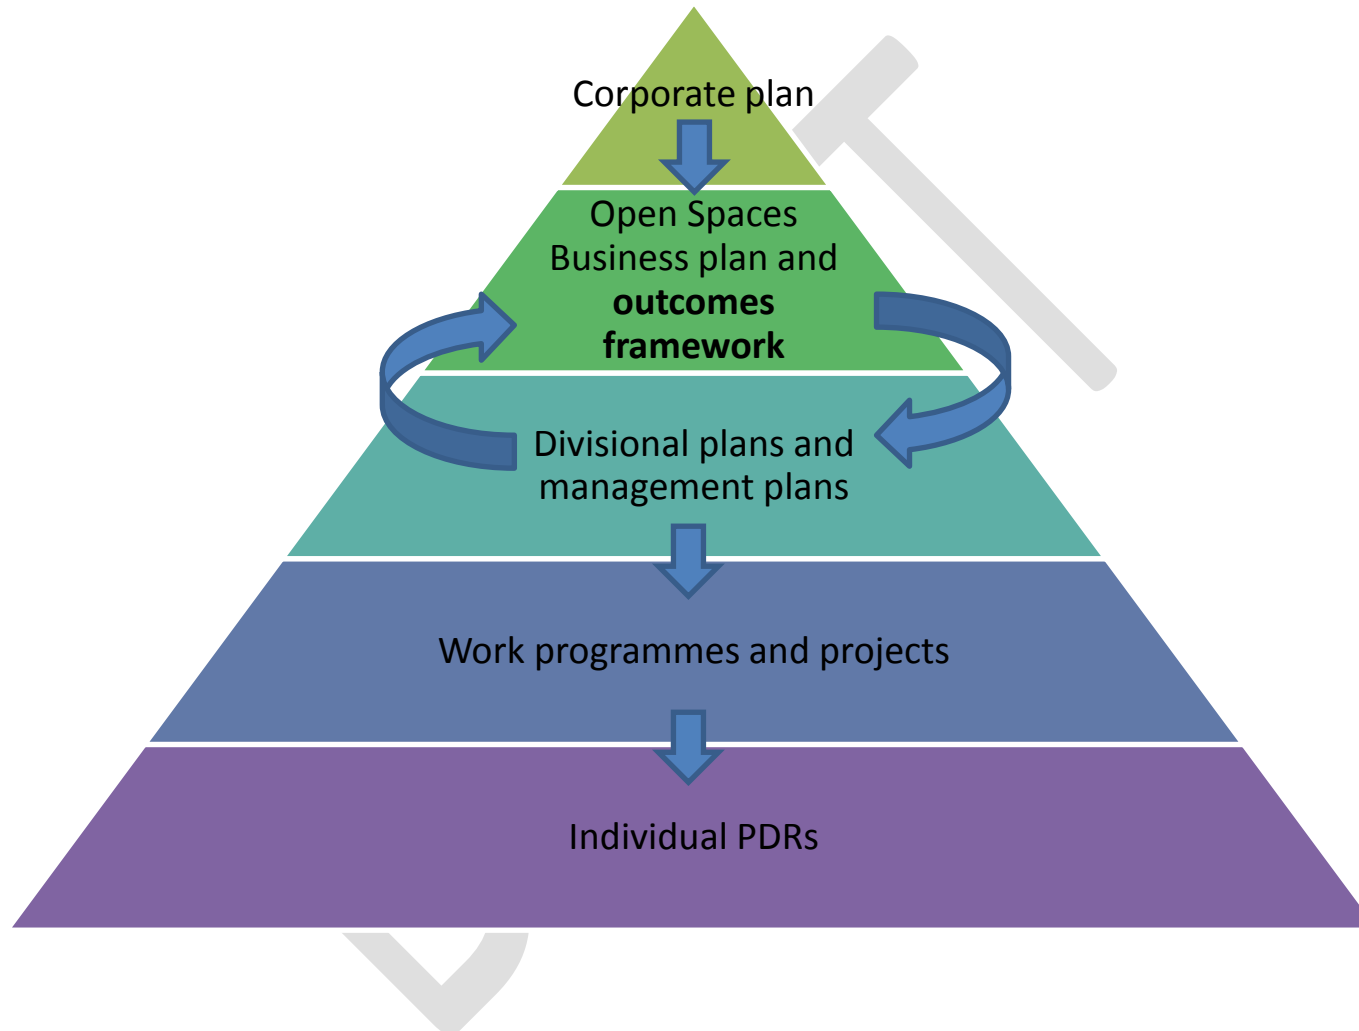 Corporate plan
Open Spaces
Business plan and
outcomes
framework
Divisional plans and
management plans
Work programmes and projects
Individual PDRs